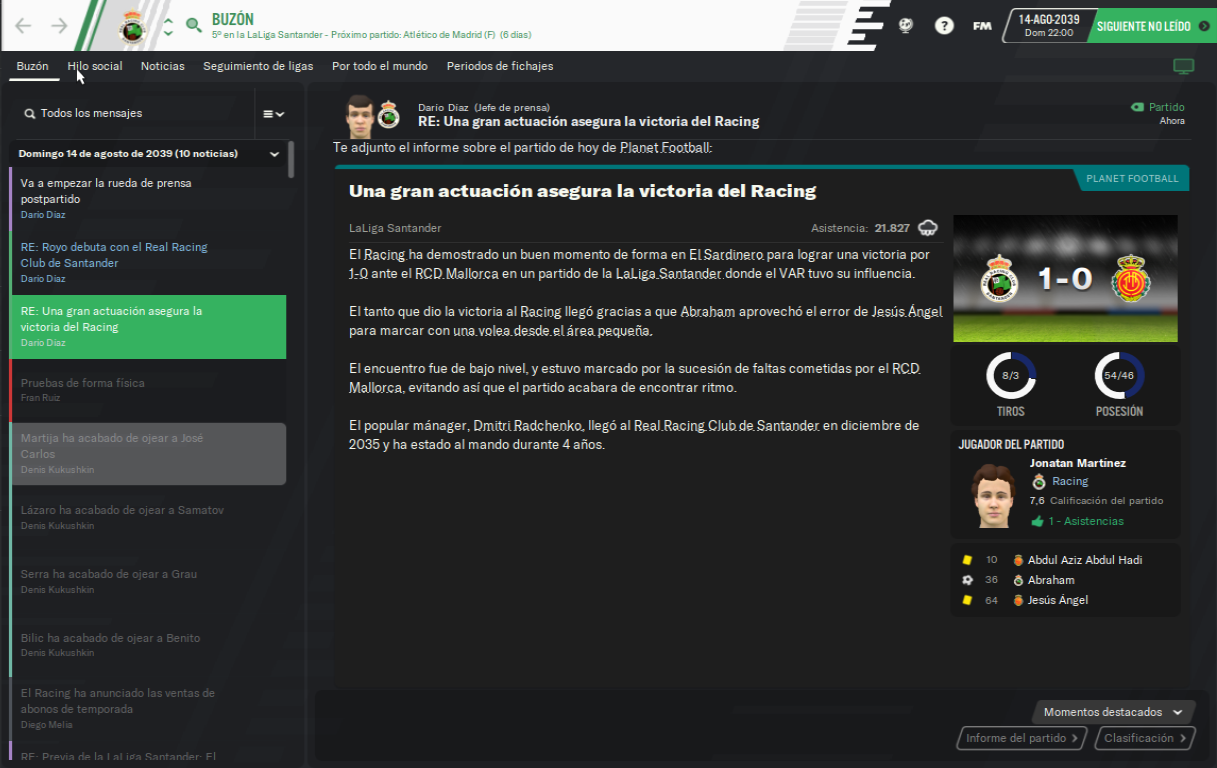 BUZÓN
5º en la LaLiga Santander - Próximo partido: Atlético de Madrid (F) (6 días)
?
FM
14-AGO-2039
Dom 22:00
SIGUIENTE NO LEÍDO
Buzón
Hilo social
Noticias
Seguimiento de ligas
Por todo el mundo
Periodos de fichajes
Todos los mensajes
Domingo 14 de agosto de 2039 (10 noticias)
Va a empezar la rueda de prensa
postpartido
Darío Díaz
RE: Royo debuta con el Real Racing
Club de Santander
Darío Díaz
RE: Una gran actuación asegura la
victoria del Racing
Darío Díaz
Pruebas de forma física
Fran Ruiz
Martija ha acabado de ojear a José
Carlos
Denis Kukushkin
Lázaro ha acabado de ojear a Samatov
Denis Kukushkin
Serra ha acabado de ojear a Grau
Denis Kukushkin
Bilic ha acabado de ojear a Benito
Denis Kukushkin
El Racing ha anunciado las ventas de
abonos de temporada
Diego Melia
RE: Previa de la LaLiga Santander: El
Darío Díaz (Jefe de prensa)
RE: Una gran actuación asegura la victoria del Racing
Partido
Ahora
Te adjunto el informe sobre el partido de hoy de Planet Football:
PLANET FOOTBALL
Una gran actuación asegura la victoria del Racing
LaLiga Santander
Asistencia: 21.827
El Racing ha demostrado un buen momento de forma en El Sardinero para lograr una victoria por
1-0 ante el RCD Mallorca en un partido de la LaLiga Santander donde el VAR tuvo su influencia.
El tanto que dio la victoria al Racing llegó gracias a que Abraham aprovechó el error de Jesús Ángel
para marcar con una volea desde el área pequeña.
El encuentro fue de bajo nivel, y estuvo marcado por la sucesión de faltas cometidas por el RCD
Mallorca, evitando así que el partido acabara de encontrar ritmo.
El popular mánager, Dmitri Radchenko, llegó al Real Racing Club de Santander en diciembre de
2035 y ha estado al mando durante 4 años.
1-0
8/3
TIROS
54/46
POSESIÓN
JUGADOR DEL PARTIDO
Jonatan Martínez
Racing
7,6 Calificación del partido
1 - Asistencias
10 Abdul Aziz Abdul Hadi
36 Abraham
64 Jesús Ángel
Momentos destacados
Informe del partido
Clasificación